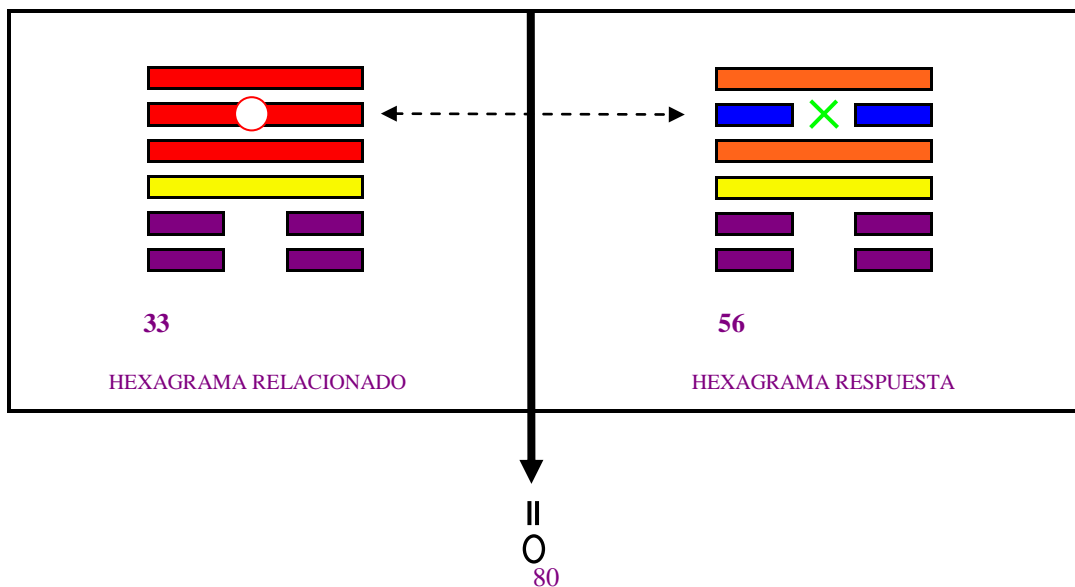 33
56
HEXAGRAMA RELACIONADO
HEXAGRAMA RESPUESTA
=
O
80